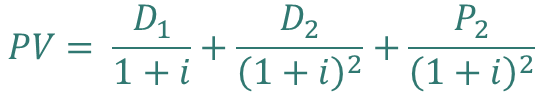 PV = D₁/(1 + i) + D₂/(1 + i)² + P₂/(1 + i)²